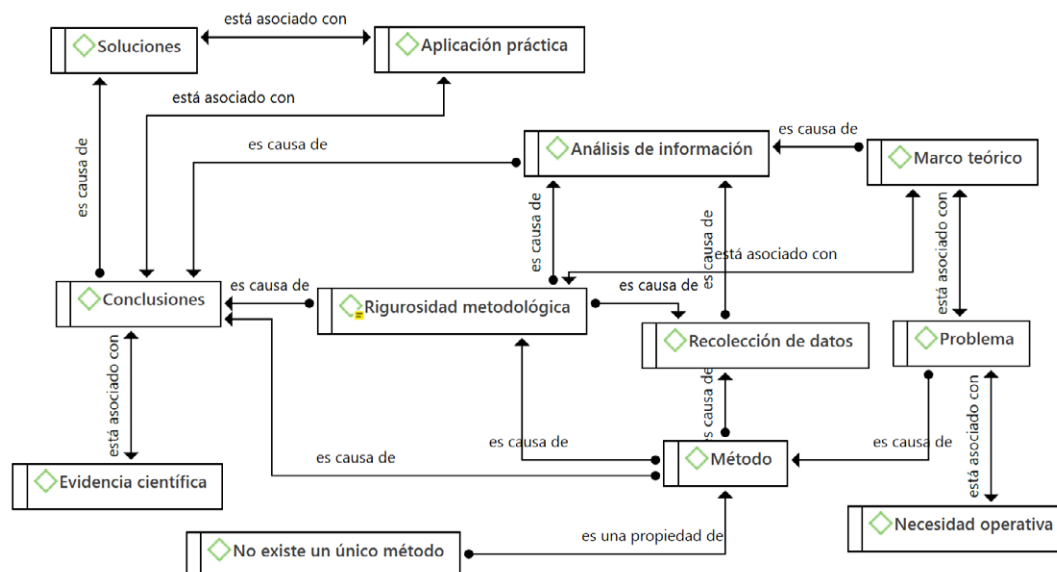 está asociado con
Soluciones
Aplicación práctica
está asociado con
es causa de
es causa de
es causa de
Análisis de información
Marco teórico
es causa de
es causa de
está asociado con
está asociado con
Conclusiones
es causa de
Rigurosidad metodológica
es causa de
Recolección de datos
Problema
está asociado con
es causa de
está asociado con
es causa de
es causa de
es causa de
Evidencia científica
Método
No existe un único método
es una propiedad de
Necesidad operativa